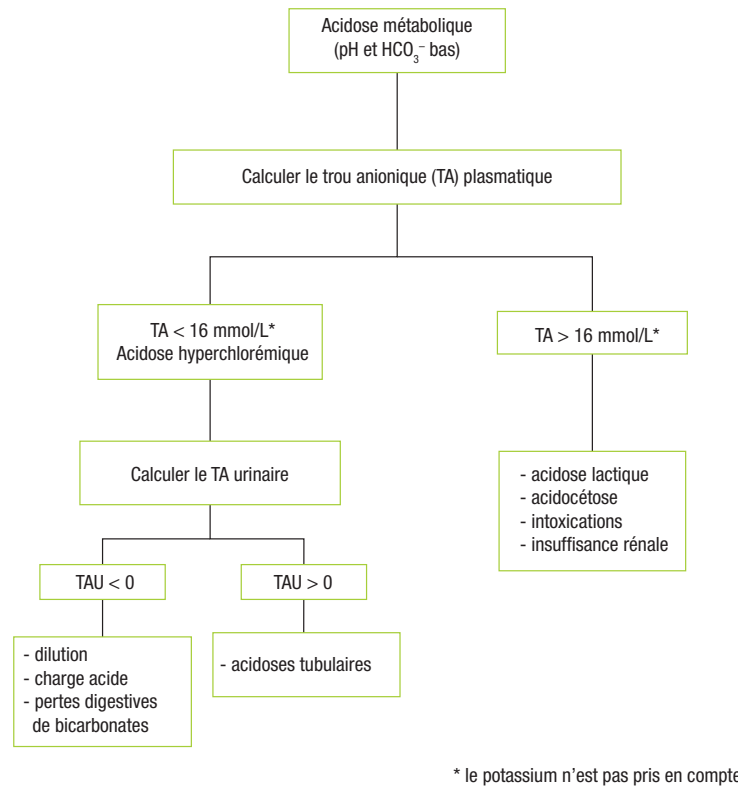 Acidose métabolique
(pH et HCO₃⁻ bas)
Calculer le trou anionique (TA) plasmatique
TA < 16 mmol/L*
Acidose hyperchlorémique
TA > 16 mmol/L*
Calculer le TA urinaire
- acidose lactique
- acidocétose
- intoxications
- insuffisance rénale
TAU < 0
TAU > 0
- dilution
- charge acide
- pertes digestives
de bicarbonates
- acidoses tubulaires
* le potassium n’est pas pris en compte